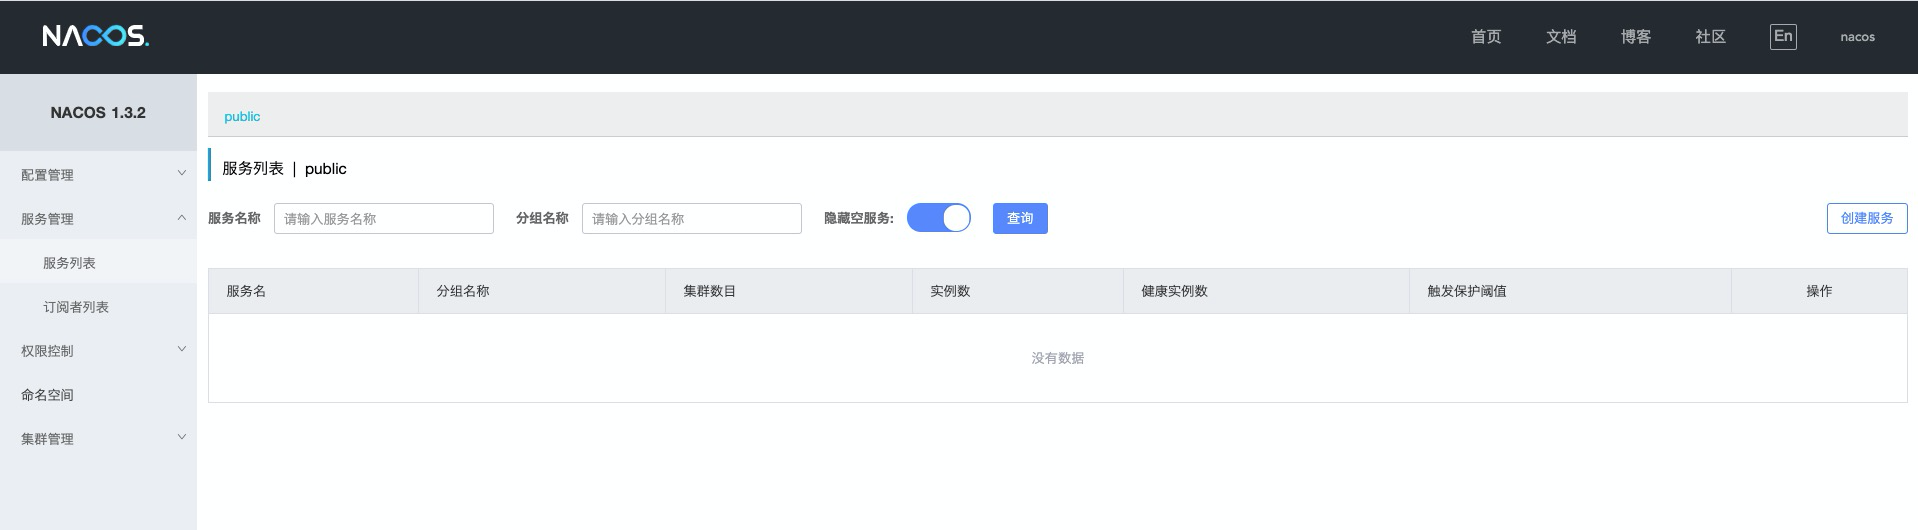 NACOS. 首页 文档 博客 社区 En nacos
NACOS 1.3.2
配置管理
服务管理
服务列表
订阅者列表
权限控制
命名空间
集群管理
public
服务列表 | public
服务名称 请输入服务名称 分组名称 请输入分组名称 隐藏空服务: 查询 创建服务
服务名 分组名称 集群数目 实例数 健康实例数 触发保护阈值 操作
没有数据